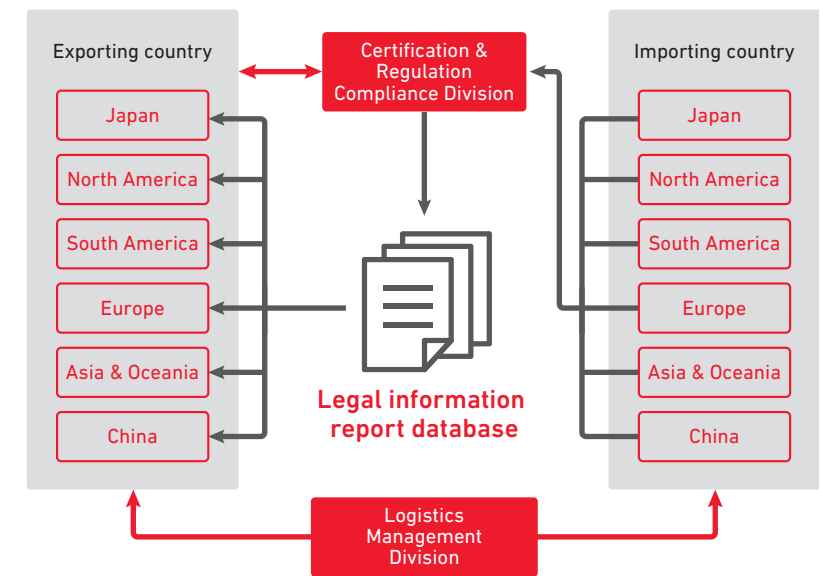 Exporting country
Japan
North America
South America
Europe
Asia & Oceania
China
Certification &
Regulation
Compliance Division
Legal information
report database
Logistics
Management
Division
Importing country
Japan
North America
South America
Europe
Asia & Oceania
China